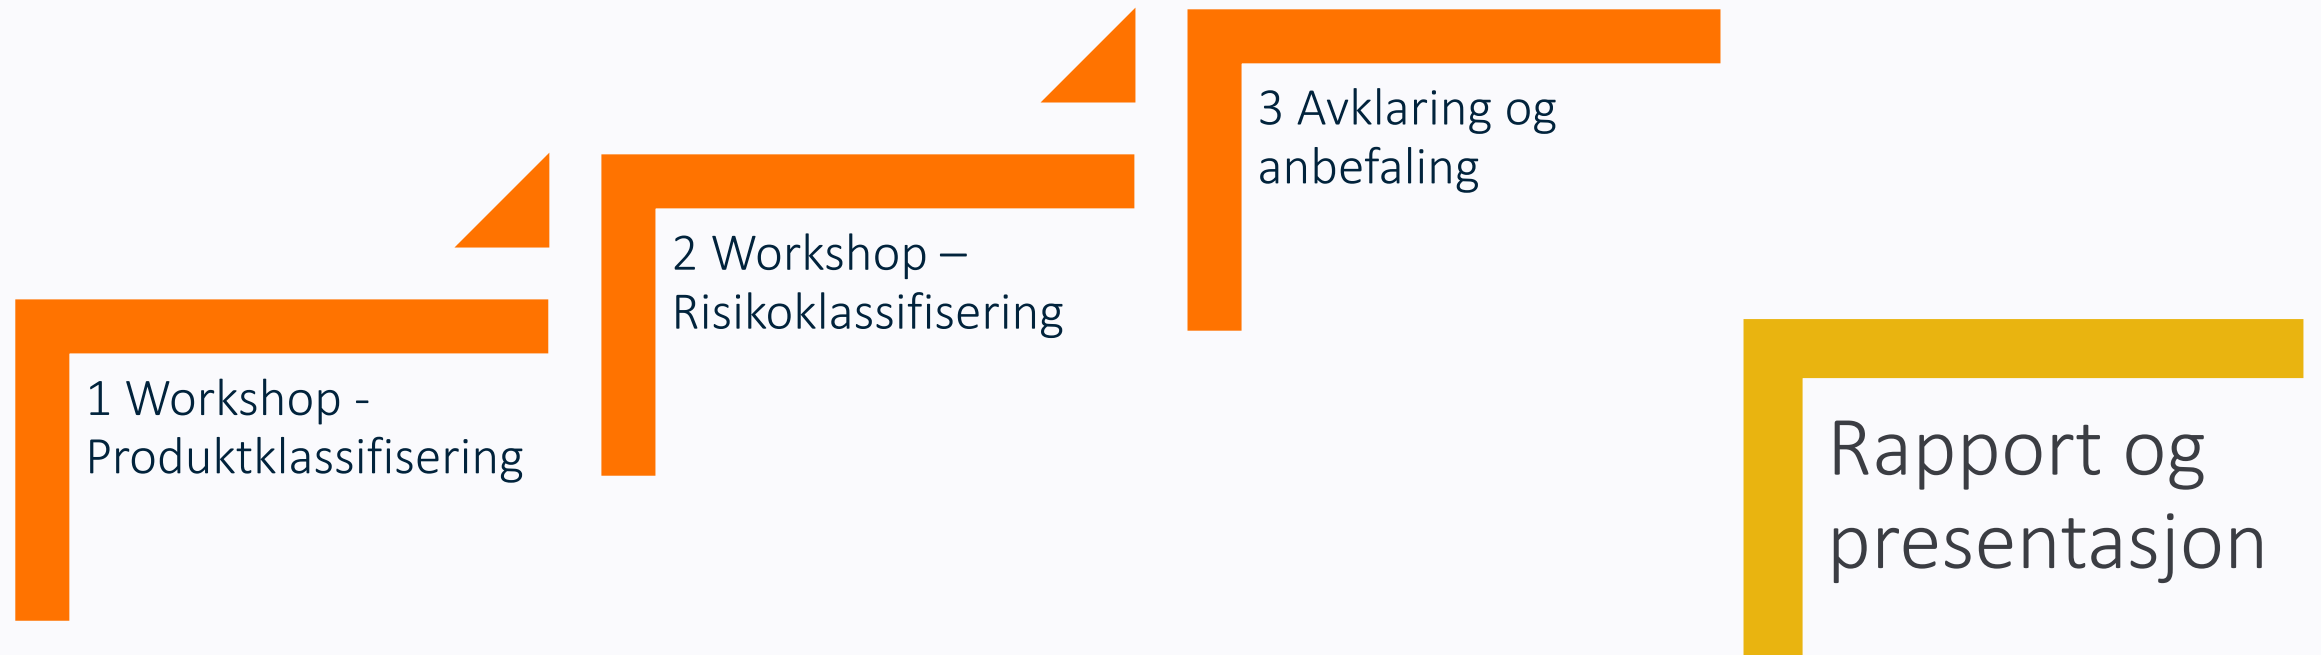 1 Workshop -
Produktklassifisering
2 Workshop –
Risikoklassifisering
3 Avklaring og
anbefaling
Rapport og
presentasjon